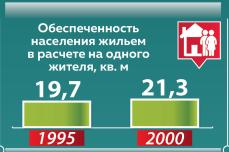 Обеспеченность
населения жильем
в расчете на одного
жителя, кв. м
19,7 21,3
1995 2000